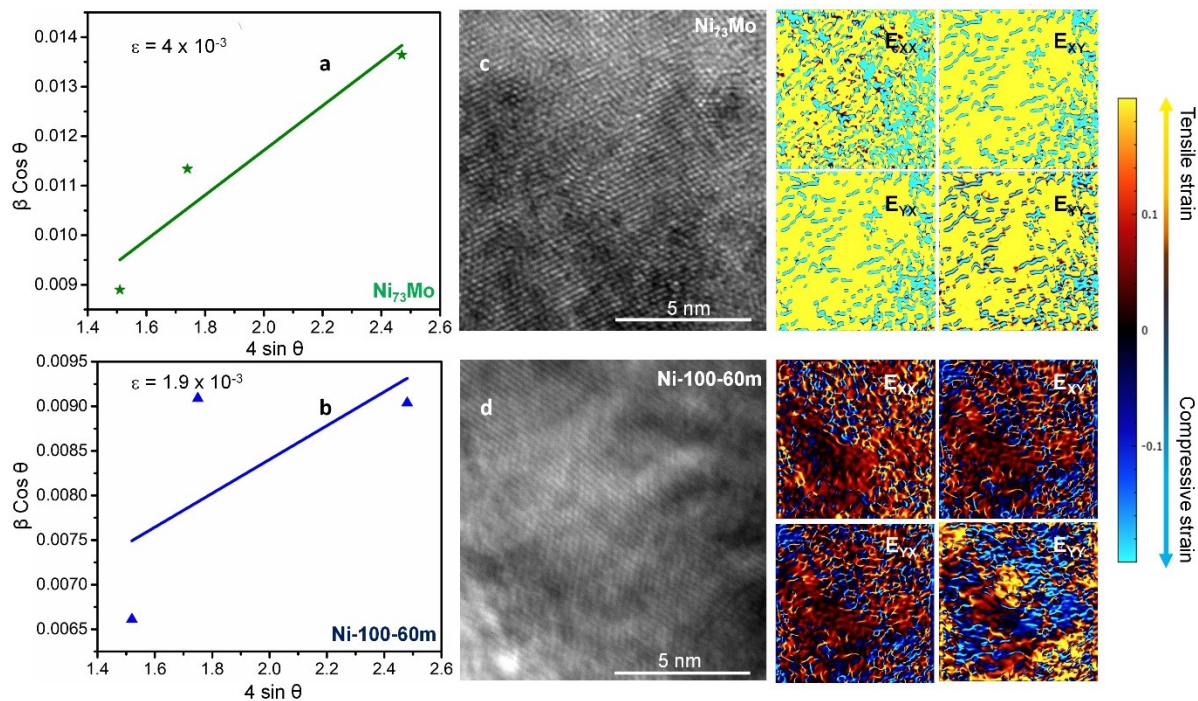 0.014
0.013
0.012
0.011
0.010
0.009
β Cos θ
ε = 4 x 10⁻³
a
Ni₇₃Mo
1.4 1.6 1.8 2.0 2.2 2.4 2.6
4 sin θ
Ni₇₃Mo
c
5 nm
E_XX
E_XY
E_YX
E_XY
0.0095
0.0090
0.0085
0.0080
0.0075
0.0070
0.0065
β Cos θ
ε = 1.9 x 10⁻³
b
Ni-100-60m
1.4 1.6 1.8 2.0 2.2 2.4 2.6
4 sin θ
Ni-100-60m
d
5 nm
E_XX
E_XY
E_YX
E_YY
0.1
0
-0.1
Tensile strain
Compressive strain